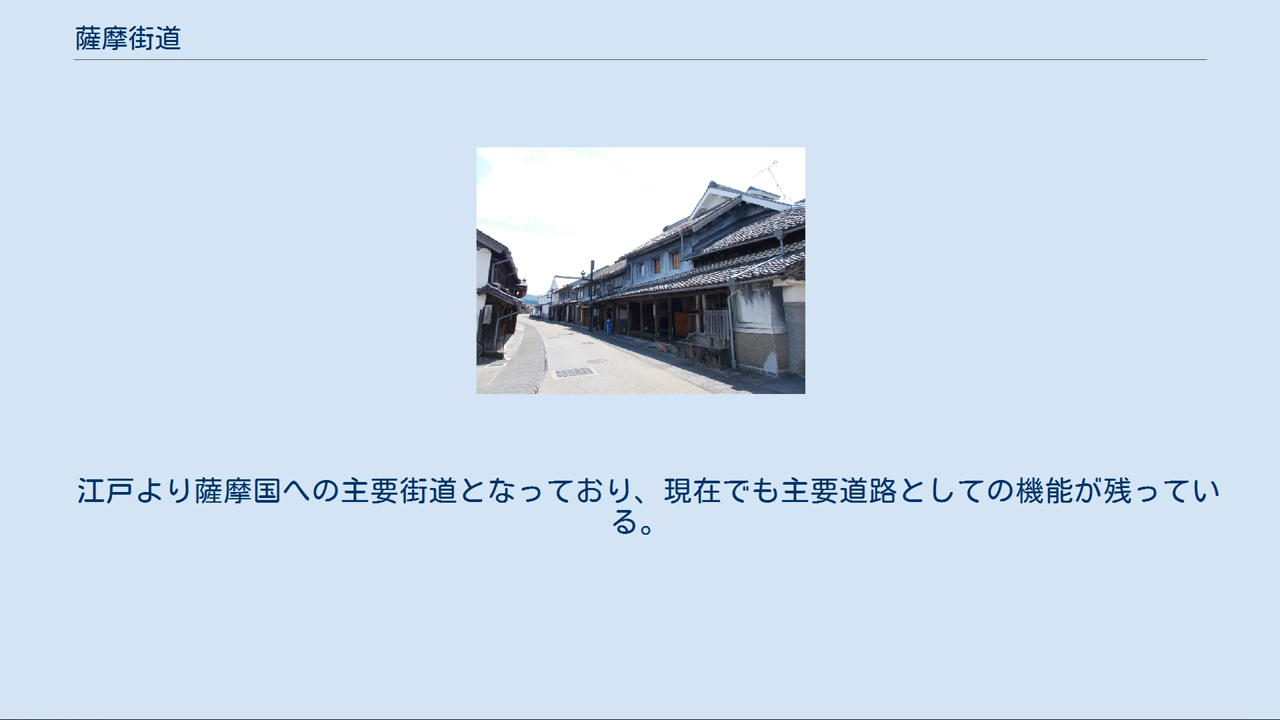 薩摩街道
江戸より薩摩国への主要街道となっており、現在でも主要道路としての機能が残ってい
る。